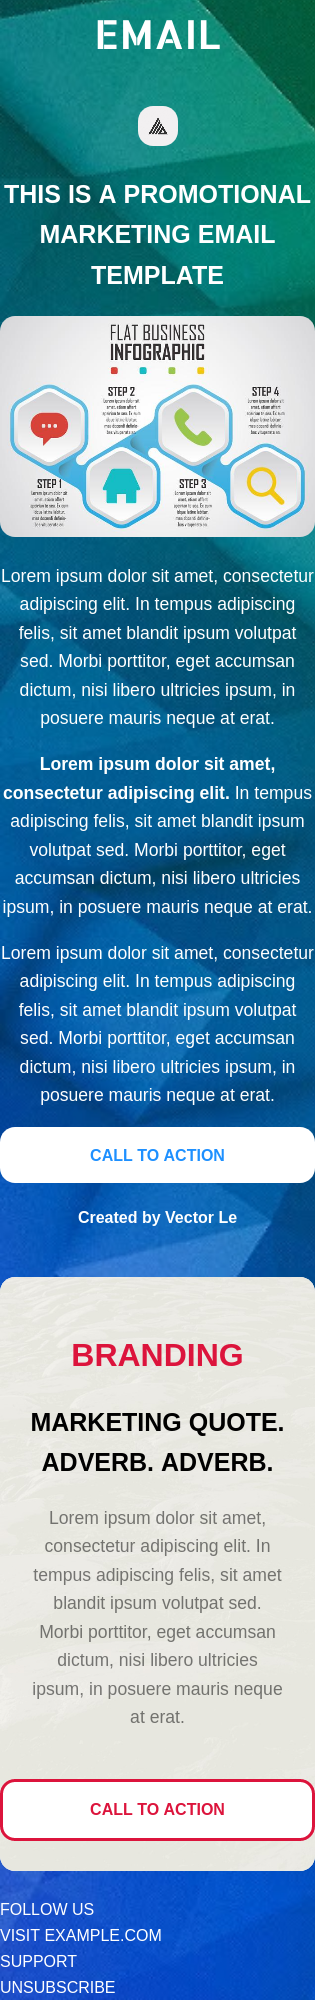 EMAIL
THIS IS A PROMOTIONAL
MARKETING EMAIL
TEMPLATE
FLAT BUSINESS
INFOGRAPHIC
STEP 2
STEP 4
STEP 1
STEP 3
Lorem ipsum dolor sit amet, consectetur
adipiscing elit. In tempus adipiscing
felis, sit amet blandit ipsum volutpat
sed. Morbi porttitor, eget accumsan
dictum, nisi libero ultricies ipsum, in
posuere mauris neque at erat.
Lorem ipsum dolor sit amet,
consectetur adipiscing elit. In tempus
adipiscing felis, sit amet blandit ipsum
volutpat sed. Morbi porttitor, eget
accumsan dictum, nisi libero ultricies
ipsum, in posuere mauris neque at erat.
Lorem ipsum dolor sit amet, consectetur
adipiscing elit. In tempus adipiscing
felis, sit amet blandit ipsum volutpat
sed. Morbi porttitor, eget accumsan
dictum, nisi libero ultricies ipsum, in
posuere mauris neque at erat.
CALL TO ACTION
Created by Vector Le
BRANDING
MARKETING QUOTE.
ADVERB. ADVERB.
Lorem ipsum dolor sit amet,
consectetur adipiscing elit. In
tempus adipiscing felis, sit amet
blandit ipsum volutpat sed.
Morbi porttitor, eget accumsan
dictum, nisi libero ultricies
ipsum, in posuere mauris neque
at erat.
CALL TO ACTION
FOLLOW US
VISIT EXAMPLE.COM
SUPPORT
UNSUBSCRIBE